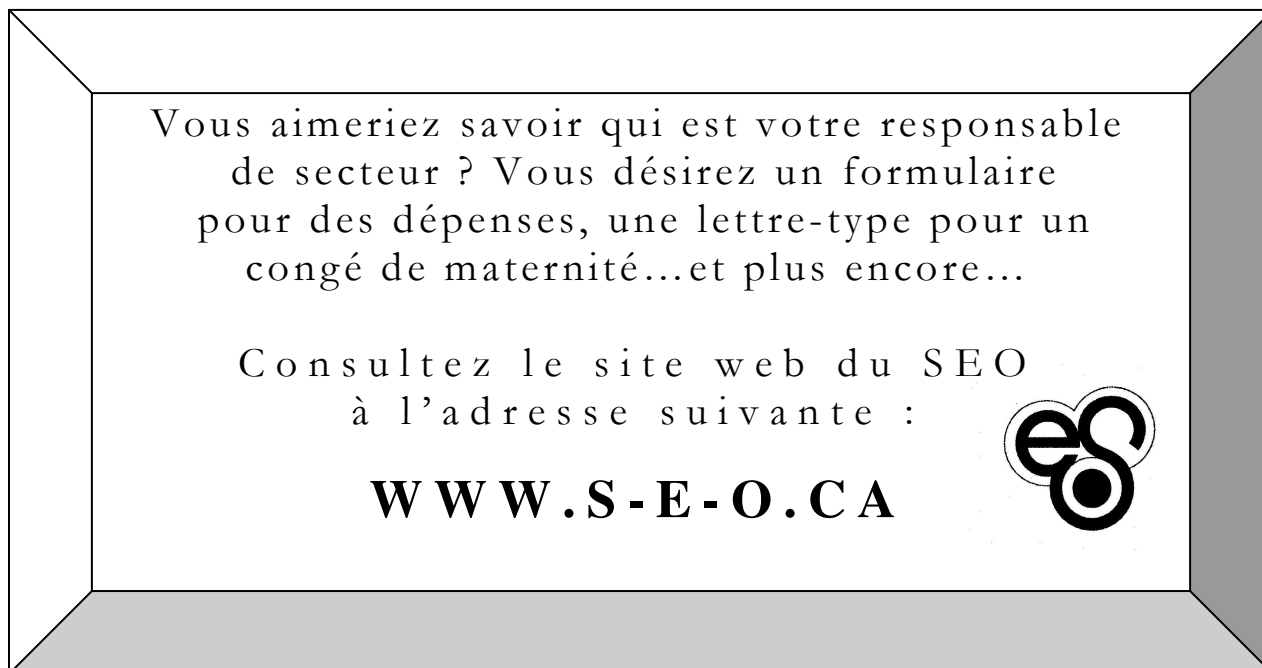 Vous aimeriez savoir qui est votre responsable
de secteur ? Vous désirez un formulaire
pour des dépenses, une lettre-type pour un
congé de maternité…et plus encore…
Consultez le site web du SEO
à l’adresse suivante :
WWW.S-E-O.CA
eso